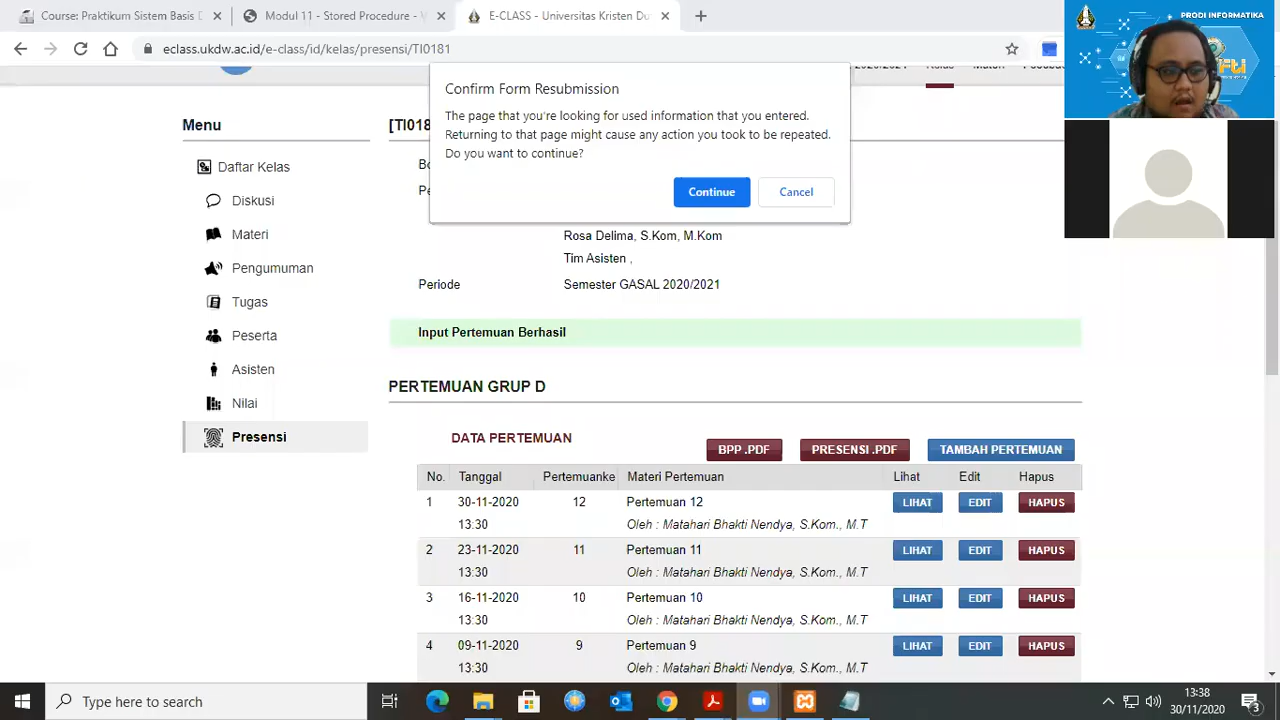 Course: Praktikum Sistem Basis D
Modul 11 - Stored Procedure -
E-CLASS - Universitas Kristen Du
eclass.ukdw.ac.id/e-class/id/kelas/presensi/TI0181
PRODI INFORMATIKA
Confirm Form Resubmission
The page that you're looking for used information that you entered.
Returning to that page might cause any action you took to be repeated.
Do you want to continue?
Continue
Cancel
Menu
[TI018
Daftar Kelas
Diskusi
Materi
Pengumuman
Tugas
Peserta
Asisten
Nilai
Presensi
Rosa Delima, S.Kom, M.Kom
Tim Asisten ,
Periode Semester GASAL 2020/2021
Input Pertemuan Berhasil
PERTEMUAN GRUP D
DATA PERTEMUAN
BPP .PDF PRESENSI .PDF TAMBAH PERTEMUAN
No. Tanggal Pertemuanke Materi Pertemuan Lihat Edit Hapus
1 30-11-2020 12 Pertemuan 12 LIHAT EDIT HAPUS
13:30 Oleh : Matahari Bhakti Nendya, S.Kom., M.T
2 23-11-2020 11 Pertemuan 11 LIHAT EDIT HAPUS
13:30 Oleh : Matahari Bhakti Nendya, S.Kom., M.T
3 16-11-2020 10 Pertemuan 10 LIHAT EDIT HAPUS
13:30 Oleh : Matahari Bhakti Nendya, S.Kom., M.T
4 09-11-2020 9 Pertemuan 9 LIHAT EDIT HAPUS
13:30 Oleh : Matahari Bhakti Nendya, S.Kom., M.T
Type here to search
13:38
30/11/2020
3